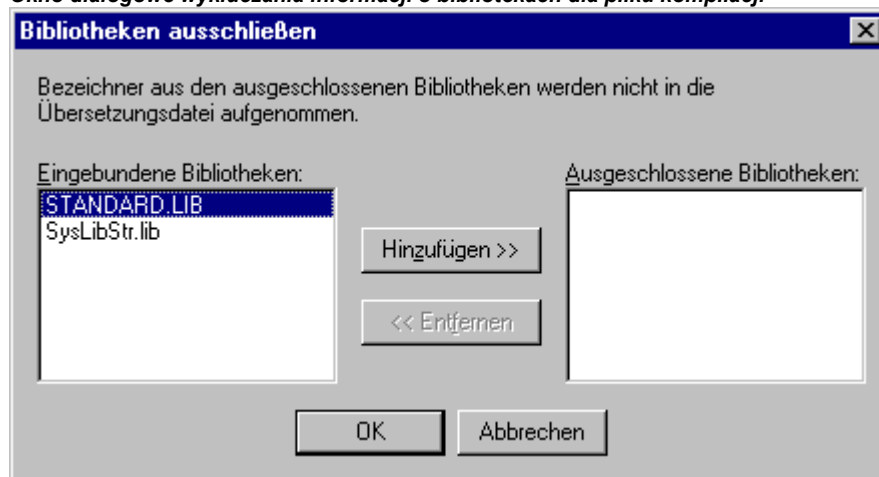 Okno dialogowe wykluczania informacji o bibliotekach dla pliku kompilacji
Bibliotheken ausschließen
Bezeichner aus den ausgeschlossenen Bibliotheken werden nicht in die
Übersetzungsdatei aufgenommen.
Eingebundene Bibliotheken:
Ausgeschlossene Bibliotheken:
STANDARD.LIB
SysLibStr.lib
Hinzufügen >>
<< Entfernen
OK
Abbrechen